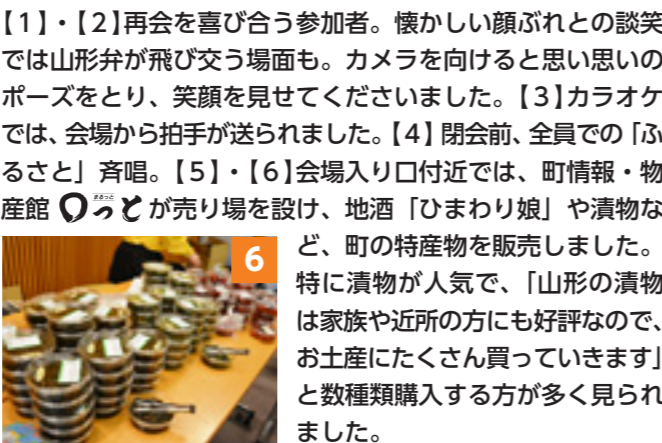 【1】・【2】再会を喜び合う参加者。懐かしい顔ぶれとの談笑
では山形弁が飛び交う場面も。カメラを向けると思い思いの
ポーズをとり、笑顔を見せてくださいました。【3】カラオケ
では、会場から拍手が送られました。【4】閉会前、全員での「ふ
るさと」斉唱。【5】・【6】会場入り口付近では、町情報・物
産館 〇っと が売り場を設け、地酒「ひまわり娘」や漬物な
ど、町の特産物を販売しました。
特に漬物が人気で、「山形の漬物
は家族や近所の方にも好評なので、
お土産にたくさん買っていきます」
と数種類購入する方が多く見られ
ました。
6